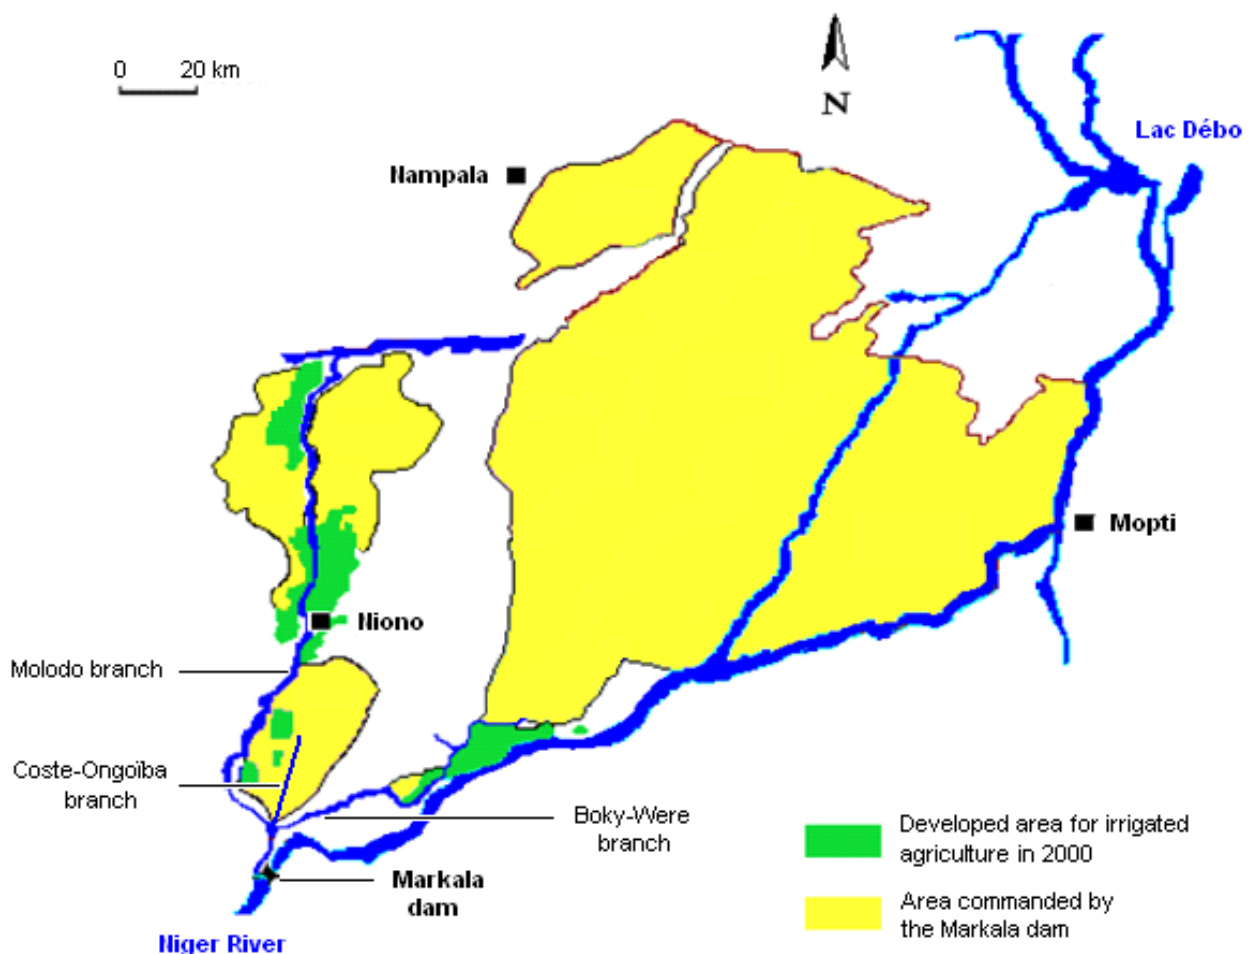 0 20 km
N
Lac Débo
Nampala
Mopti
Niono
Molodo branch
Coste-Ongoïba
branch
Boky-Were
branch
Markala
dam
Niger River
Developed area for irrigated
agriculture in 2000
Area commanded by
the Markala dam